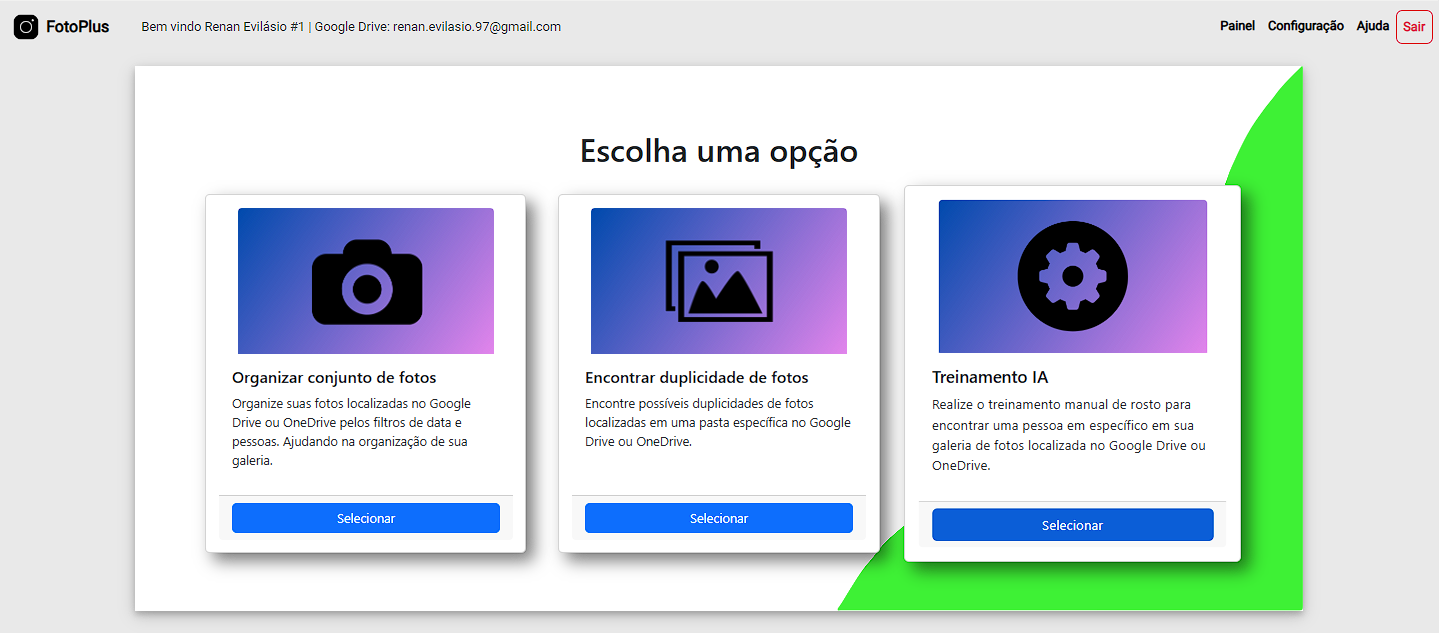 FotoPlus
Bem vindo Renan Evilásio #1 | Google Drive: renan.evilasio.97@gmail.com
Painel Configuração Ajuda Sair
Escolha uma opção
Organizar conjunto de fotos
Organize suas fotos localizadas no Google
Drive ou OneDrive pelos filtros de data e
pessoas. Ajudando na organização de sua
galeria.
Selecionar
Encontrar duplicidade de fotos
Encontre possíveis duplicidades de fotos
localizadas em uma pasta específica no Google
Drive ou OneDrive.
Selecionar
Treinamento IA
Realize o treinamento manual de rosto para
encontrar uma pessoa em específico em sua
galeria de fotos localizada no Google Drive ou
OneDrive.
Selecionar